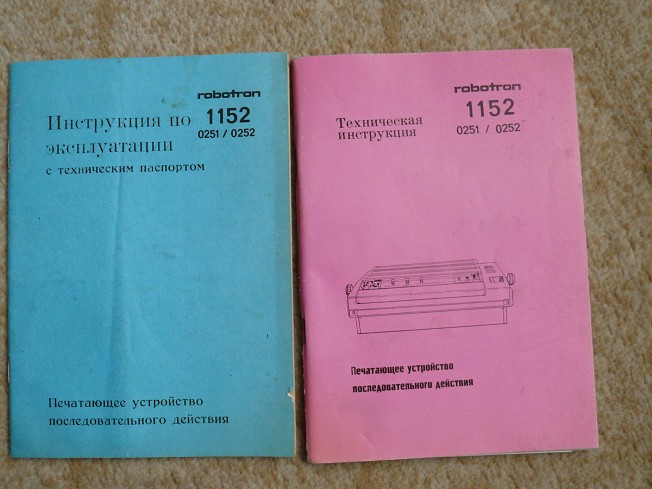 robotron
1152
0251 / 0252
Инструкция по
эксплуатации
с техническим паспортом
Печатающее устройство
последовательного действия
robotron
1152
0251 / 0252
Техническая
инструкция
Печатающее устройство
последовательного действия